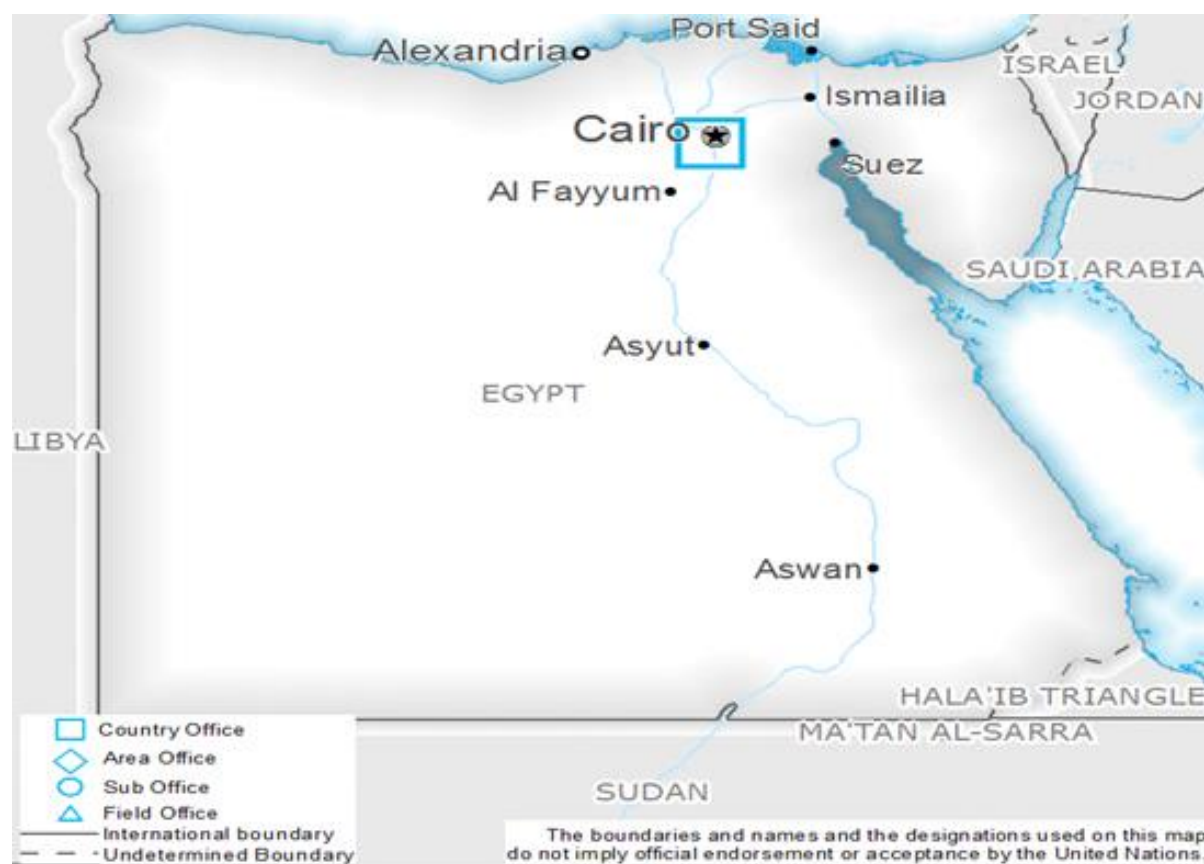 Port Said
Alexandria
ISRAEL
Ismailia
JORDAN
Cairo
Suez
Al Fayyum
SAUDI ARABIA
Asyut
EGYPT
LIBYA
Aswan
HALA'IB TRIANGLE
MA'TAN AL-SARRA
SUDAN
Country Office
Area Office
Sub Office
Field Office
International boundary
Undetermined Boundary
The boundaries and names and the designations used on this map
do not imply official endorsement or acceptance by the United Nations